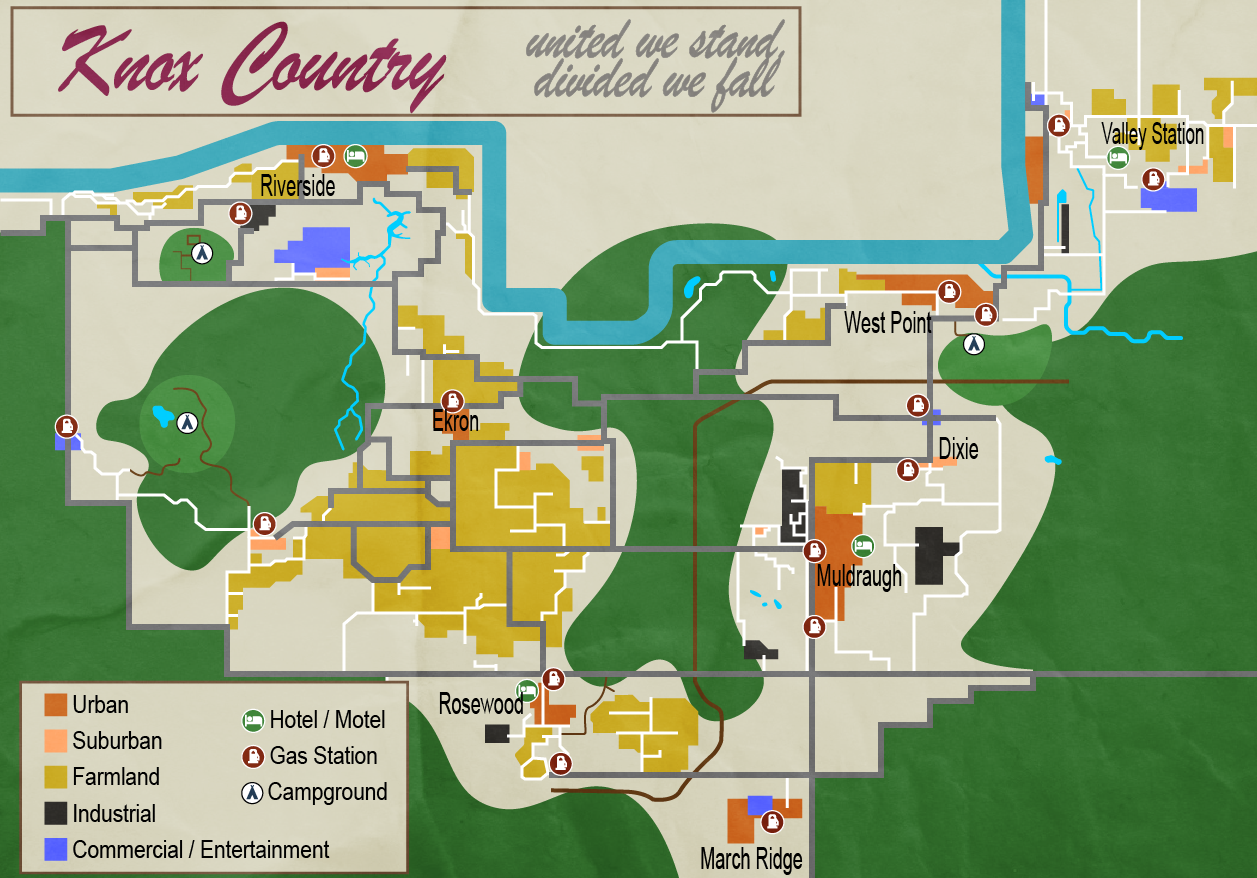 Knox Country
united we stand,
divided we fall
Valley Station
Riverside
West Point
Ekron
Dixie
Muldraugh
Rosewood
March Ridge
Urban
Suburban
Farmland
Industrial
Commercial / Entertainment
Hotel / Motel
Gas Station
Campground